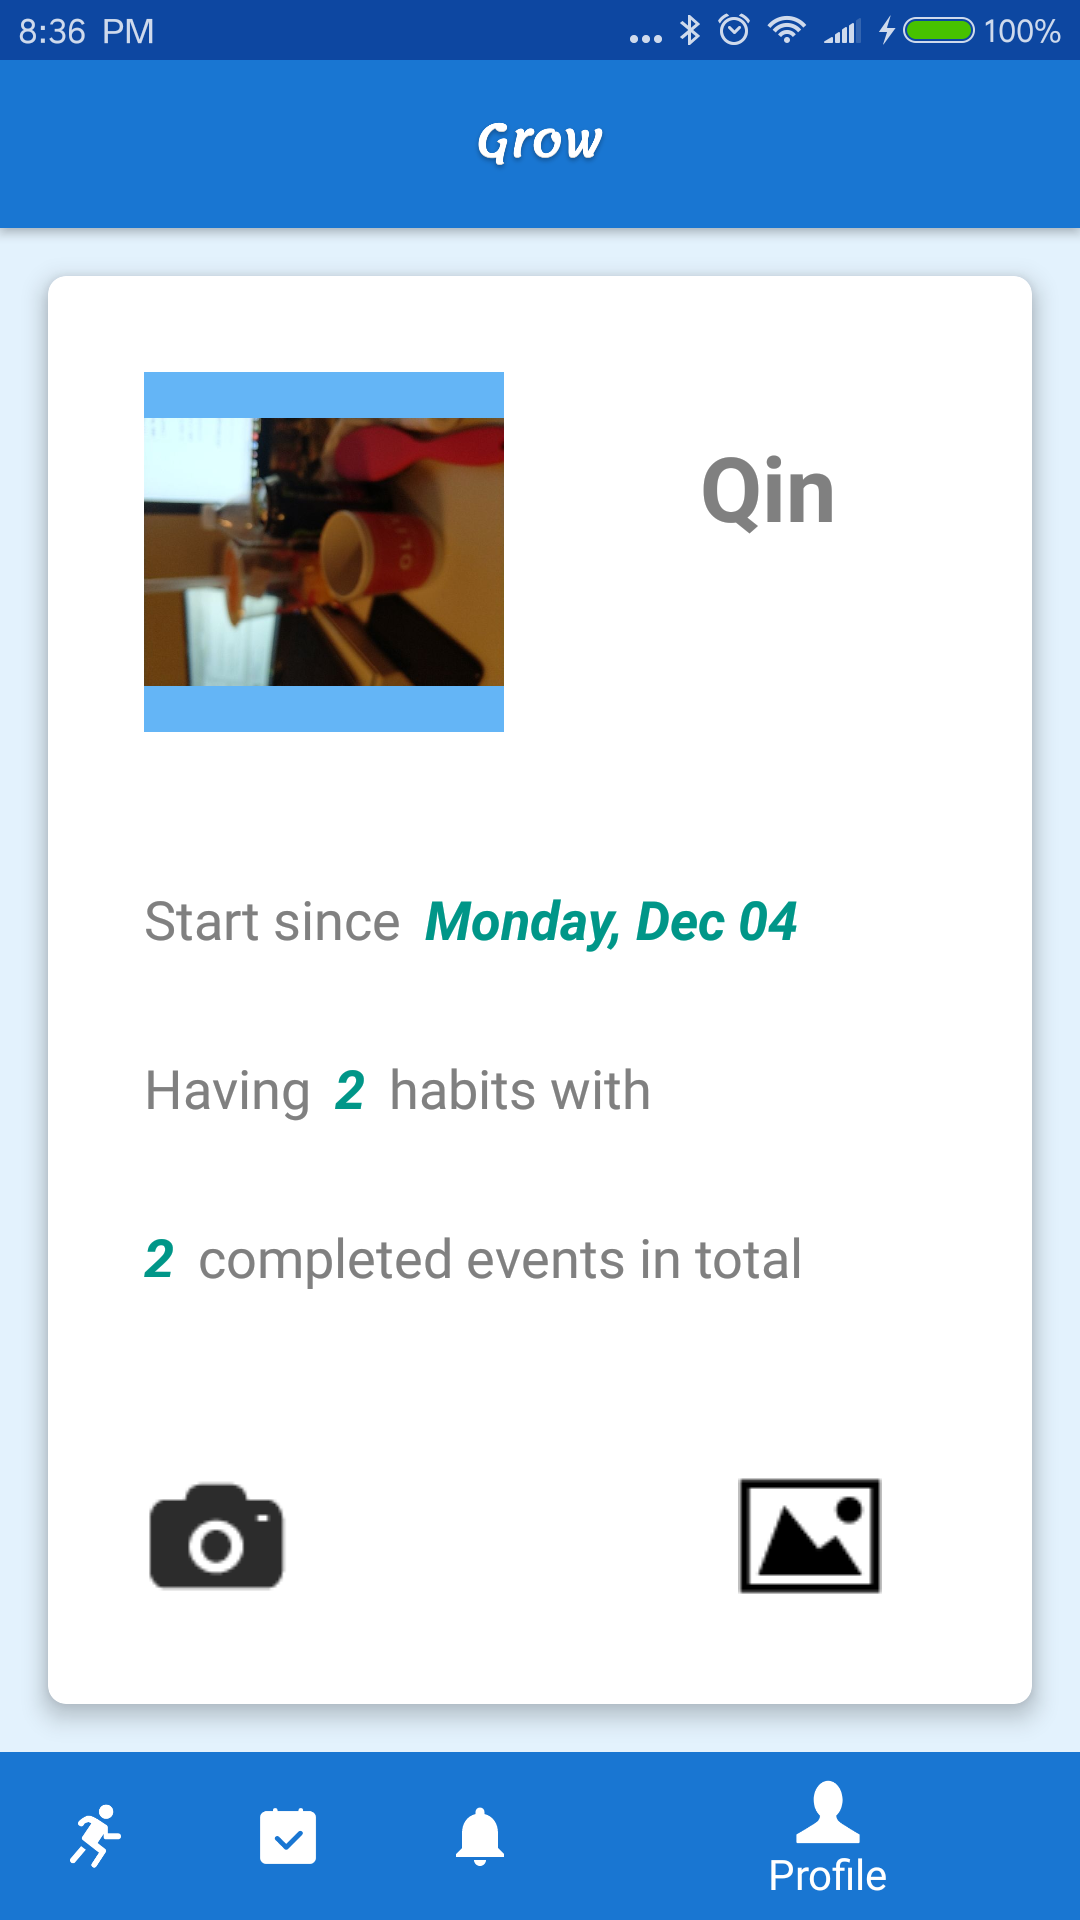 8:36 PM 100%
Grow
Qin
Start since Monday, Dec 04
Having 2 habits with
2 completed events in total
Profile